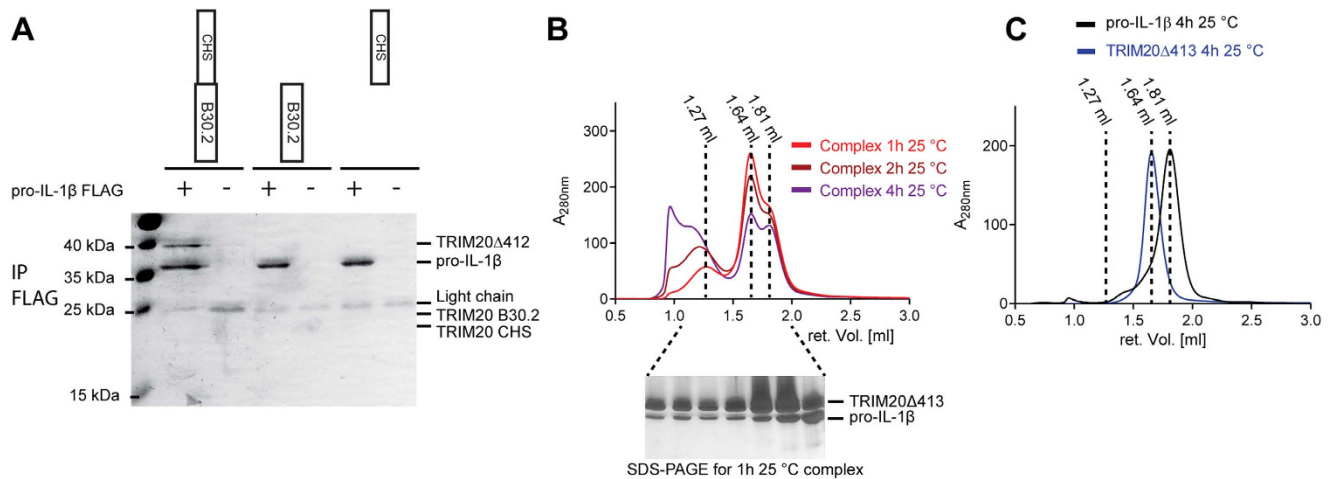 A
CHS
B30.2
B30.2
CHS
pro-IL-1β FLAG + - + - + -
IP
FLAG
40 kDa
35 kDa
25 kDa
15 kDa
TRIM20Δ412
pro-IL-1β
Light chain
TRIM20 B30.2
TRIM20 CHS
B
1.27 ml
1.64 ml
1.81 ml
Complex 1h 25 °C
Complex 2h 25 °C
Complex 4h 25 °C
A280nm
300
200
100
0
0.5 1.0 1.5 2.0 2.5 3.0
ret. Vol. [ml]
TRIM20Δ413
pro-IL-1β
SDS-PAGE for 1h 25 °C complex
C
pro-IL-1β 4h 25 °C
TRIM20Δ413 4h 25 °C
1.27 ml
1.64 ml
1.81 ml
A280nm
200
100
0
0.5 1.0 1.5 2.0 2.5 3.0
ret. Vol. [ml]